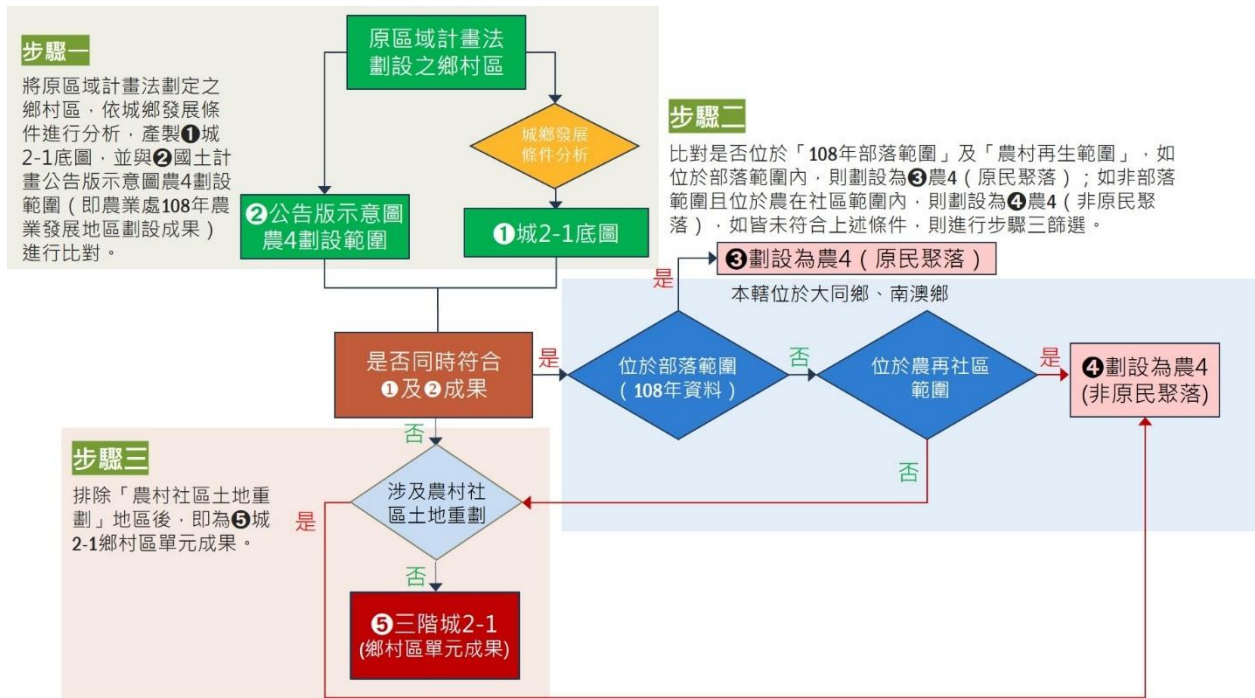 步驟一
將原區域計畫法劃定之
鄉村區，依城鄉發展條
件進行分析，產製❶城
2-1底圖，並與❷國土計
畫公告版示意圖農4劃設
範圍（即農業處108年農
業發展地區劃設成果）
進行比對。
原區域計畫法
劃設之鄉村區
城鄉發展
條件分析
❷公告版示意圖
農4劃設範圍
❶城2-1底圖
步驟二
比對是否位於「108年部落範圍」及「農村再生範圍」，如
位於部落範圍內，則劃設為❸農4（原民聚落）；如非部落
範圍且位於農在社區範圍內，則劃設為❹農4（非原民聚
落），如皆未符合上述條件，則進行步驟三篩選。
❸劃設為農4（原民聚落）
是
本轄位於大同鄉、南澳鄉
是否同時符合
❶及❷成果
是
位於部落範圍
（108年資料）
否
位於農再社區
範圍
是
❹劃設為農4
(非原民聚落)
否
否
步驟三
排除「農村社區土地重
劃」地區後，即為❺城
2-1鄉村區單元成果。
涉及農村社
區土地重劃
是
否
❺三階城2-1
(鄉村區單元成果)